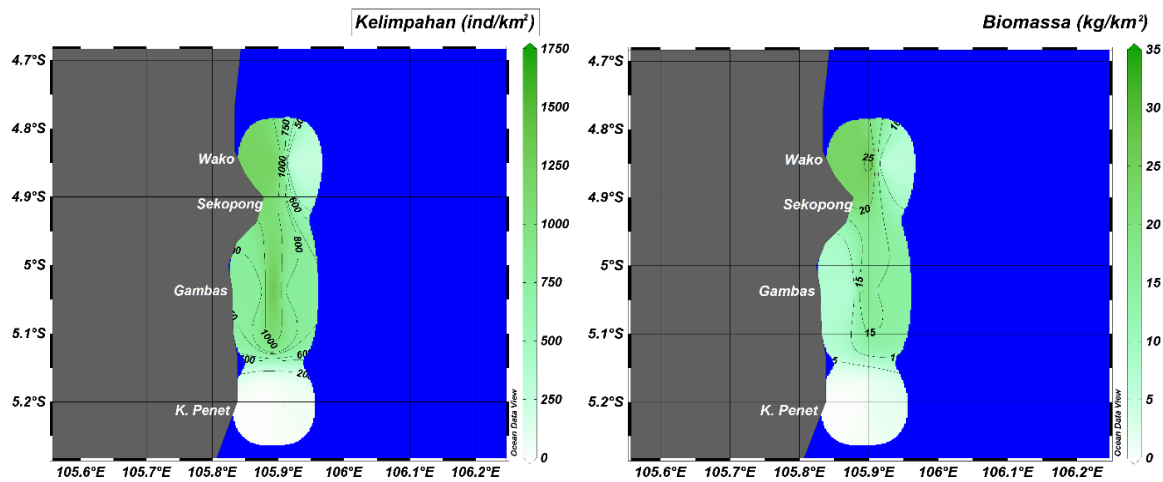 Kelimpahan (ind/km²)
4.7°S
4.8°S
4.9°S
5°S
5.1°S
5.2°S
Wako
Sekopong
Gambas
K. Penet
750
1000
600
800
1000
1750
1500
1250
1000
750
500
250
0
Ocean Data View
105.6°E 105.7°E 105.8°E 105.9°E 106°E 106.1°E 106.2°E
Biomassa (kg/km²)
4.7°S
4.8°S
4.9°S
5°S
5.1°S
5.2°S
Wako
Sekopong
Gambas
K. Penet
25
20
15
15
5
35
30
25
20
15
10
5
0
Ocean Data View
105.6°E 105.7°E 105.8°E 105.9°E 106°E 106.1°E 106.2°E